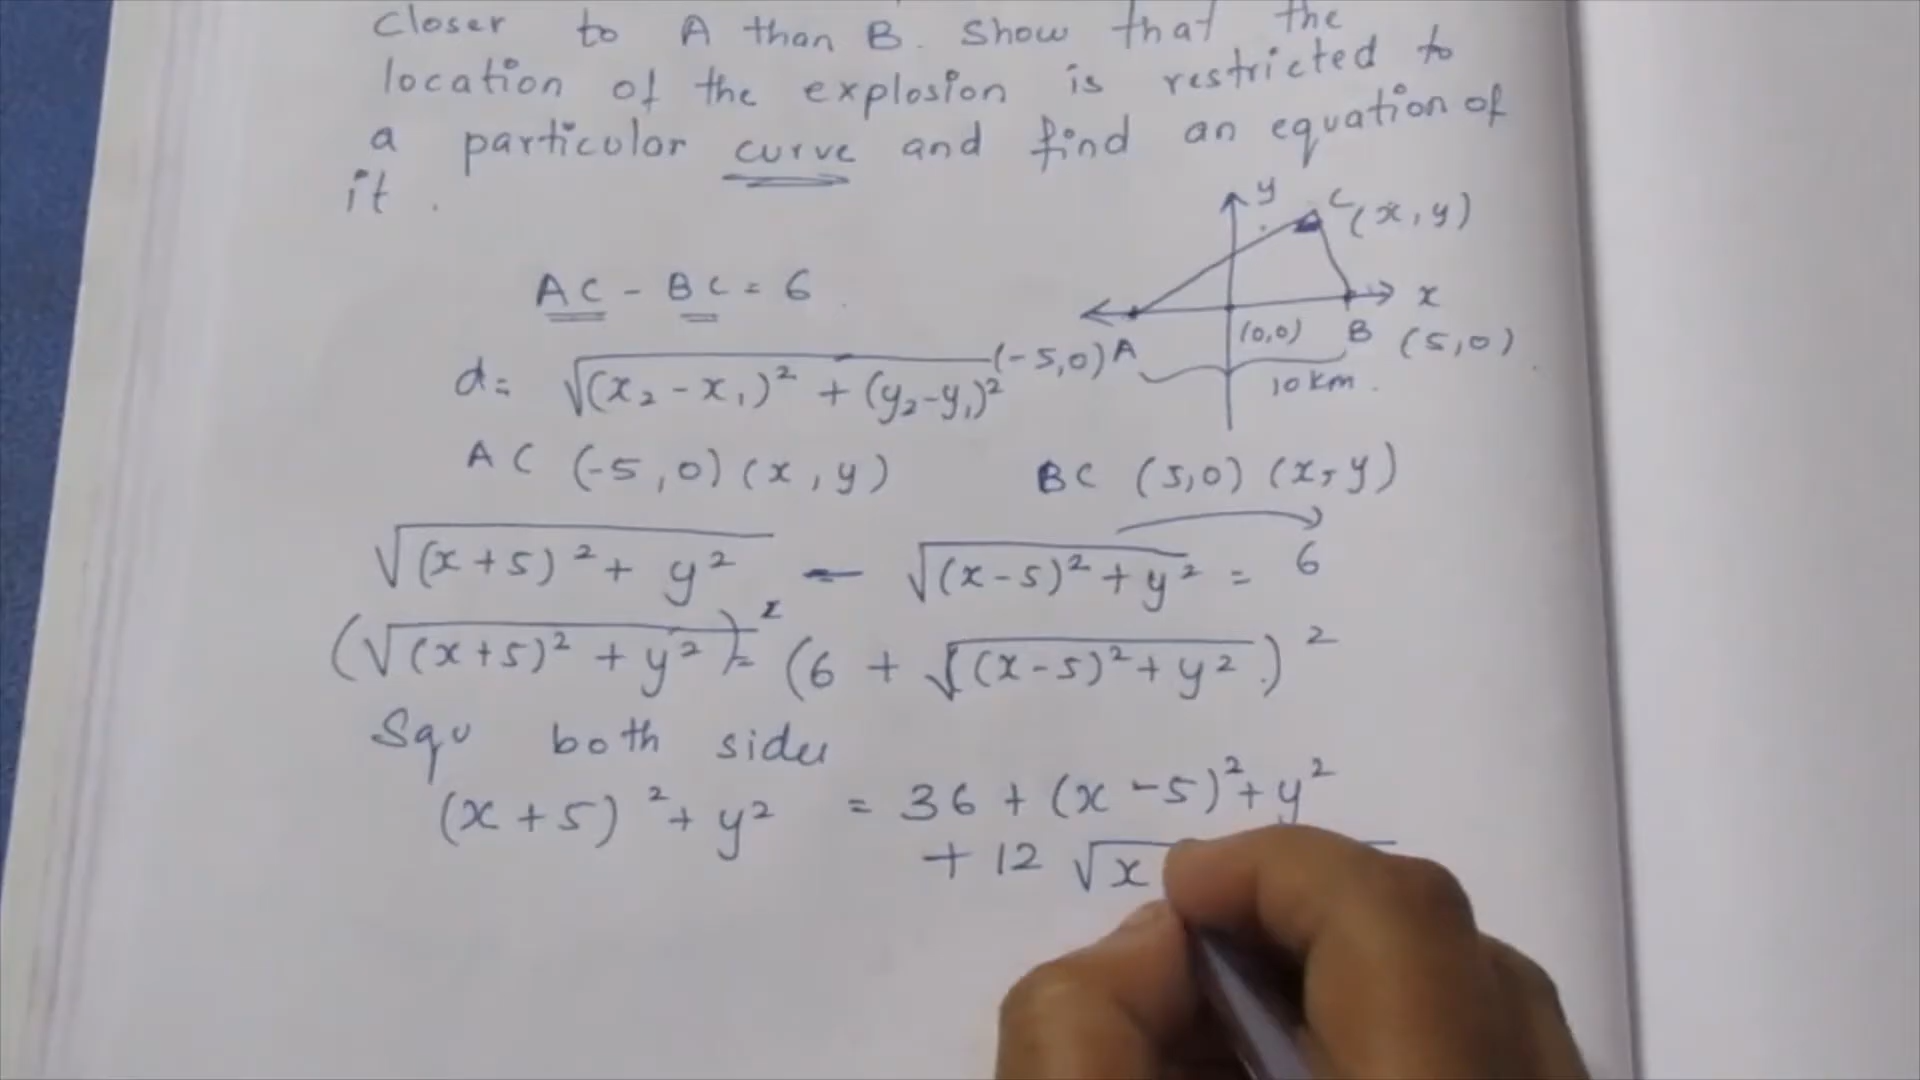 closer to A than B. Show that the
location of the explosion is restricted to
a particular curve and find an equation of
it.
y
C(x, y)
AC - BC = 6
x
(0,0) B (5,0)
(-5,0) A
10 km.
d = √(x₂ - x₁)² + (y₂-y₁)²
AC (-5,0) (x, y)
BC (5,0) (x, y)
√(x+5)² + y² - √(x-5)² + y² = 6
(√(x+5)² + y²)² = (6 + √(x-5)² + y²)²
Squ both sides
(x+5)² + y² = 36 + (x-5)² + y²
+ 12 √x